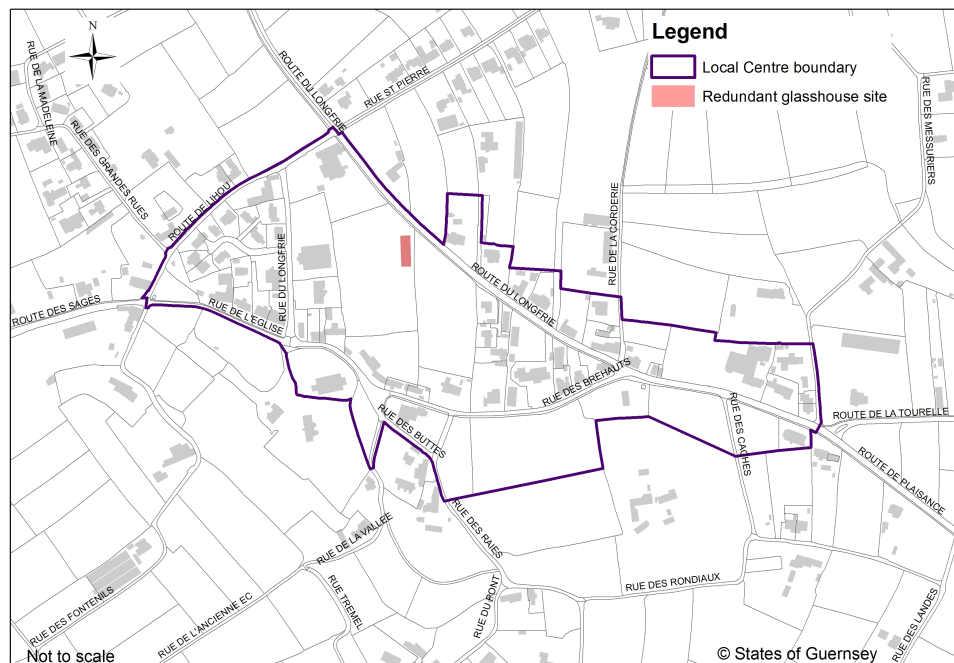 N
Legend
Local Centre boundary
Redundant glasshouse site
RUE DE LA MADELEINE
RUE DES GRANDES RUES
ROUTE DU LONGFRIE
RUE ST PIERRE
RUE DES MESSURIERS
ROUTE DE LIHOU
RUE DE LA CORDERIE
RUE DU LONGFRIE
ROUTE DES SAGES
RUE DE L'EGLISE
ROUTE DU LONGFRIE
RUE DES BREHAUTS
RUE DES BUTTES
RUE DES CACHES
ROUTE DE LA TOURELLE
ROUTE DE PLAISANCE
RUE DE LA VALLEE
RUE DES RAIES
RUE DES FONTENILS
RUE DE L'ANCIENNE EC
RUE TREMEL
RUE DU PONT
RUE DES RONDIAUX
RUE DES LANDES
Not to scale
© States of Guernsey